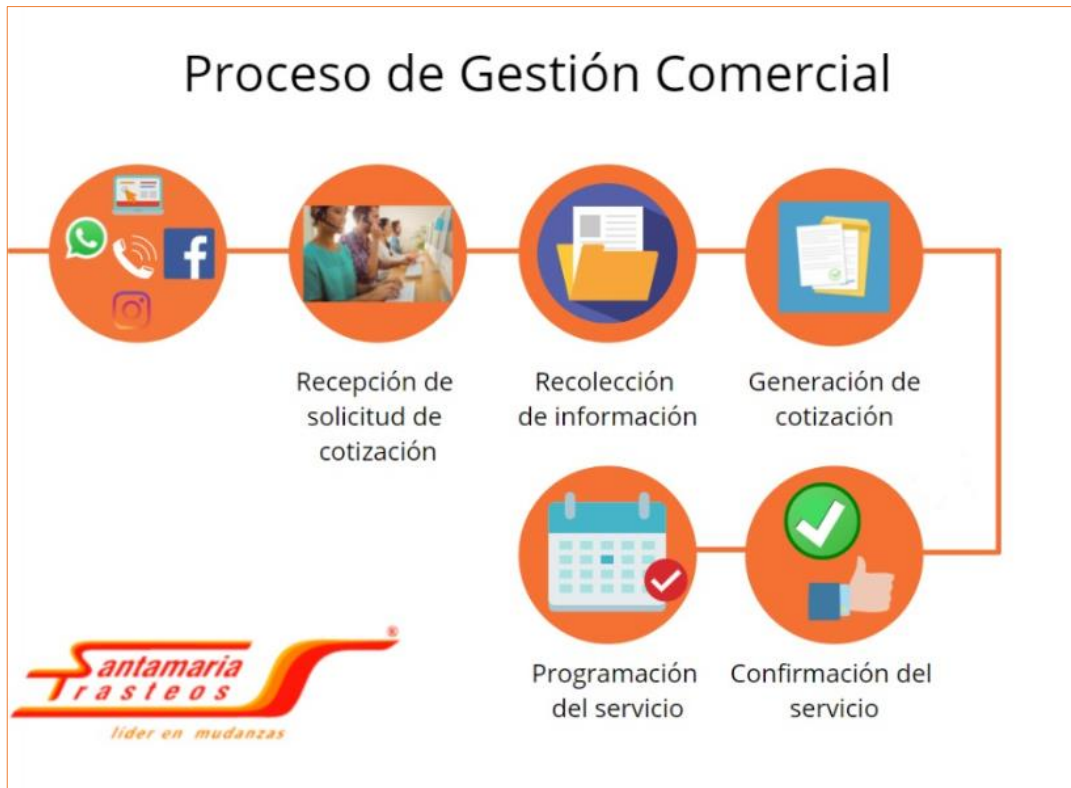 Proceso de Gestión Comercial
Recepción de
solicitud de
cotización
Recolección
de información
Generación de
cotización
Programación
del servicio
Confirmación del
servicio
Santamaria
Trasteos
®
líder en mudanzas